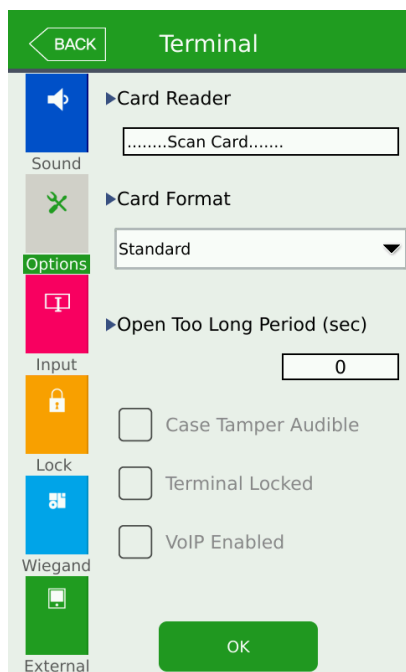 BACK
Terminal
Card Reader
........Scan Card.......
Sound
Card Format
Standard
Options
Open Too Long Period (sec)
0
Input
Case Tamper Audible
Lock
Terminal Locked
VoIP Enabled
Wiegand
OK
External